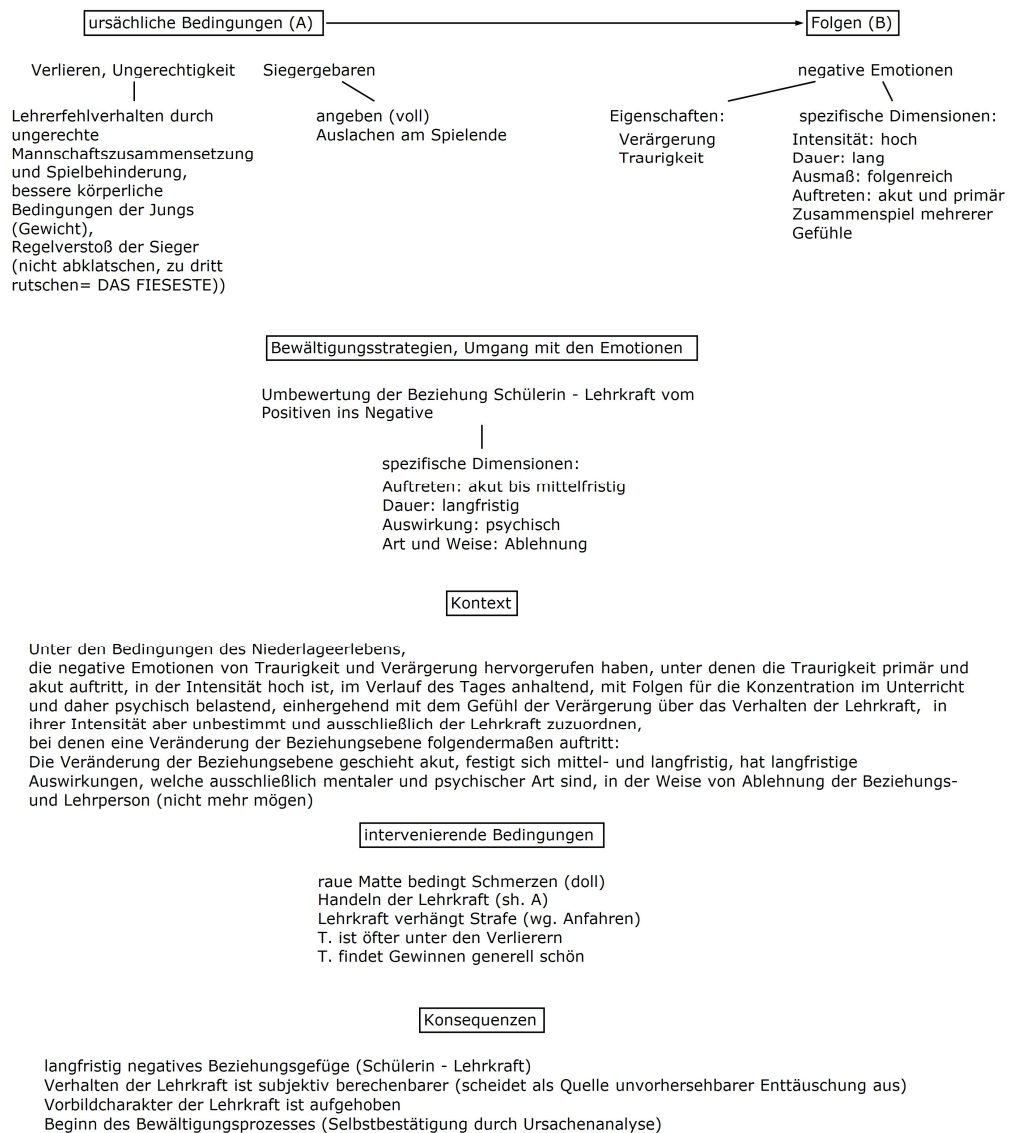 ursächliche Bedingungen (A)
Folgen (B)
Verlieren, Ungerechtigkeit
Siegergebaren
negative Emotionen
Lehrerfehlverhalten durch
ungerechte
Mannschaftszusammensetzung
und Spielbehinderung,
bessere körperliche
Bedingungen der Jungs
(Gewicht),
Regelverstoß der Sieger
(nicht abklatschen, zu dritt
rutschen= DAS FIESESTE))
angeben (voll)
Auslachen am Spielende
Eigenschaften:
Verärgerung
Traurigkeit
spezifische Dimensionen:
Intensität: hoch
Dauer: lang
Ausmaß: folgenreich
Auftreten: akut und primär
Zusammenspiel mehrerer
Gefühle
Bewältigungsstrategien, Umgang mit den Emotionen
Umbewertung der Beziehung Schülerin - Lehrkraft vom
Positiven ins Negative
spezifische Dimensionen:
Auftreten: akut bis mittelfristig
Dauer: langfristig
Auswirkung: psychisch
Art und Weise: Ablehnung
Kontext
Unter den Bedingungen des Niederlageerlebens,
die negative Emotionen von Traurigkeit und Verärgerung hervorgerufen haben, unter denen die Traurigkeit primär und
akut auftritt, in der Intensität hoch ist, im Verlauf des Tages anhaltend, mit Folgen für die Konzentration im Unterricht
und daher psychisch belastend, einhergehend mit dem Gefühl der Verärgerung über das Verhalten der Lehrkraft, in
ihrer Intensität aber unbestimmt und ausschließlich der Lehrkraft zuzuordnen,
bei denen eine Veränderung der Beziehungsebene folgendermaßen auftritt:
Die Veränderung der Beziehungsebene geschieht akut, festigt sich mittel- und langfristig, hat langfristige
Auswirkungen, welche ausschließlich mentaler und psychischer Art sind, in der Weise von Ablehnung der Beziehungs-
und Lehrperson (nicht mehr mögen)
intervenierende Bedingungen
raue Matte bedingt Schmerzen (doll)
Handeln der Lehrkraft (sh. A)
Lehrkraft verhängt Strafe (wg. Anfahren)
T. ist öfter unter den Verlierern
T. findet Gewinnen generell schön
Konsequenzen
langfristig negatives Beziehungsgefüge (Schülerin - Lehrkraft)
Verhalten der Lehrkraft ist subjektiv berechenbarer (scheidet als Quelle unvorhersehbarer Enttäuschung aus)
Vorbildcharakter der Lehrkraft ist aufgehoben
Beginn des Bewältigungsprozesses (Selbstbestätigung durch Ursachenanalyse)